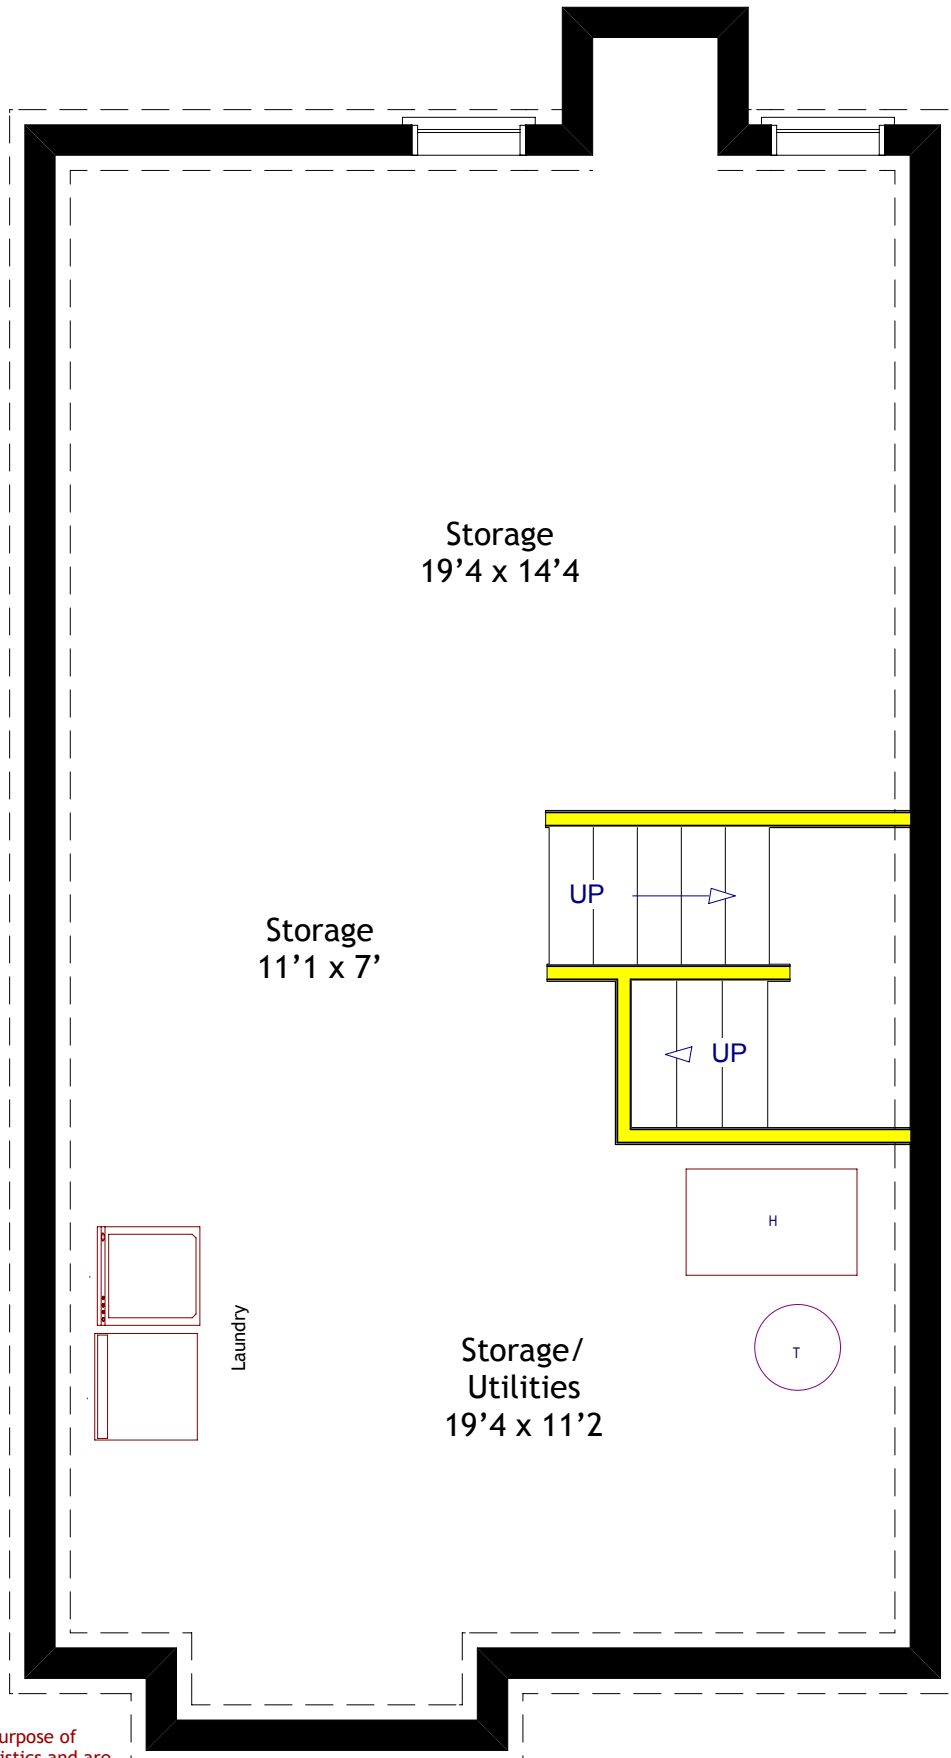 Storage
19’4 x 14’4
UP
Storage
11’1 x 7’
UP
H
Laundry
Storage/
Utilities
19’4 x 11’2
T
urpose of